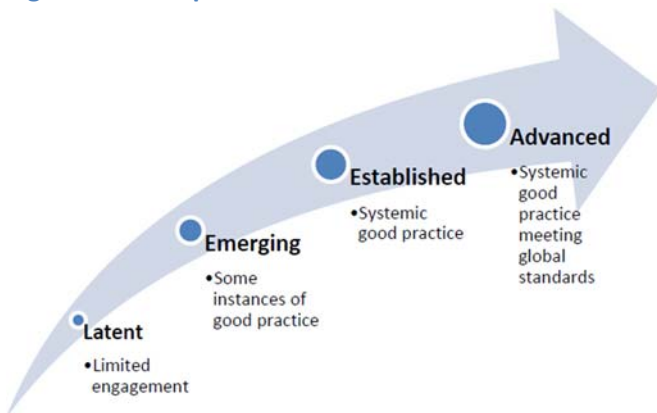 Latent
•Limited
engagement
Emerging
•Some
instances of
good practice
Established
•Systemic
good practice
Advanced
•Systemic
good
practice
meeting
global
standards